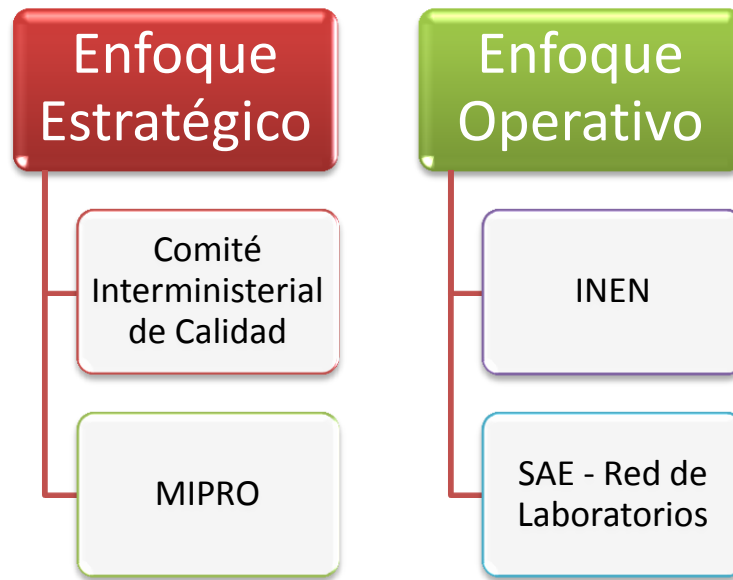 Enfoque
Estratégico
Comité
Interministerial
de Calidad
MIPRO
Enfoque
Operativo
INEN
SAE - Red de
Laboratorios